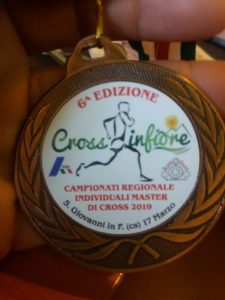 6ª EDIZIONE
Cross infiore
CAMPIONATI REGIONALE
INDIVIDUALI MASTER
DI CROSS 2019
S. Giovanni in F. (cs) 17 Marzo